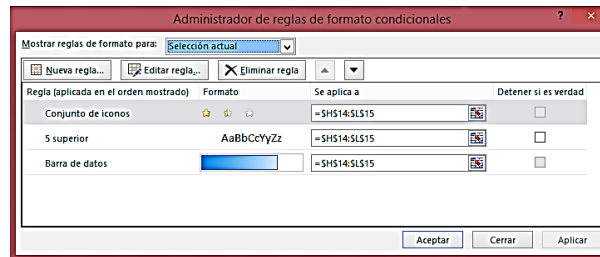 Administrador de reglas de formato condicionales ? ×
Mostrar reglas de formato para: Selección actual
Nueva regla... Editar regla... Eliminar regla
Regla (aplicada en el orden mostrado) Formato Se aplica a Detener si es verdad
Conjunto de iconos =$H$14:$L$15
5 superior AaBbCcYyZz =$H$14:$L$15
Barra de datos =$H$14:$L$15
Aceptar Cerrar Aplicar